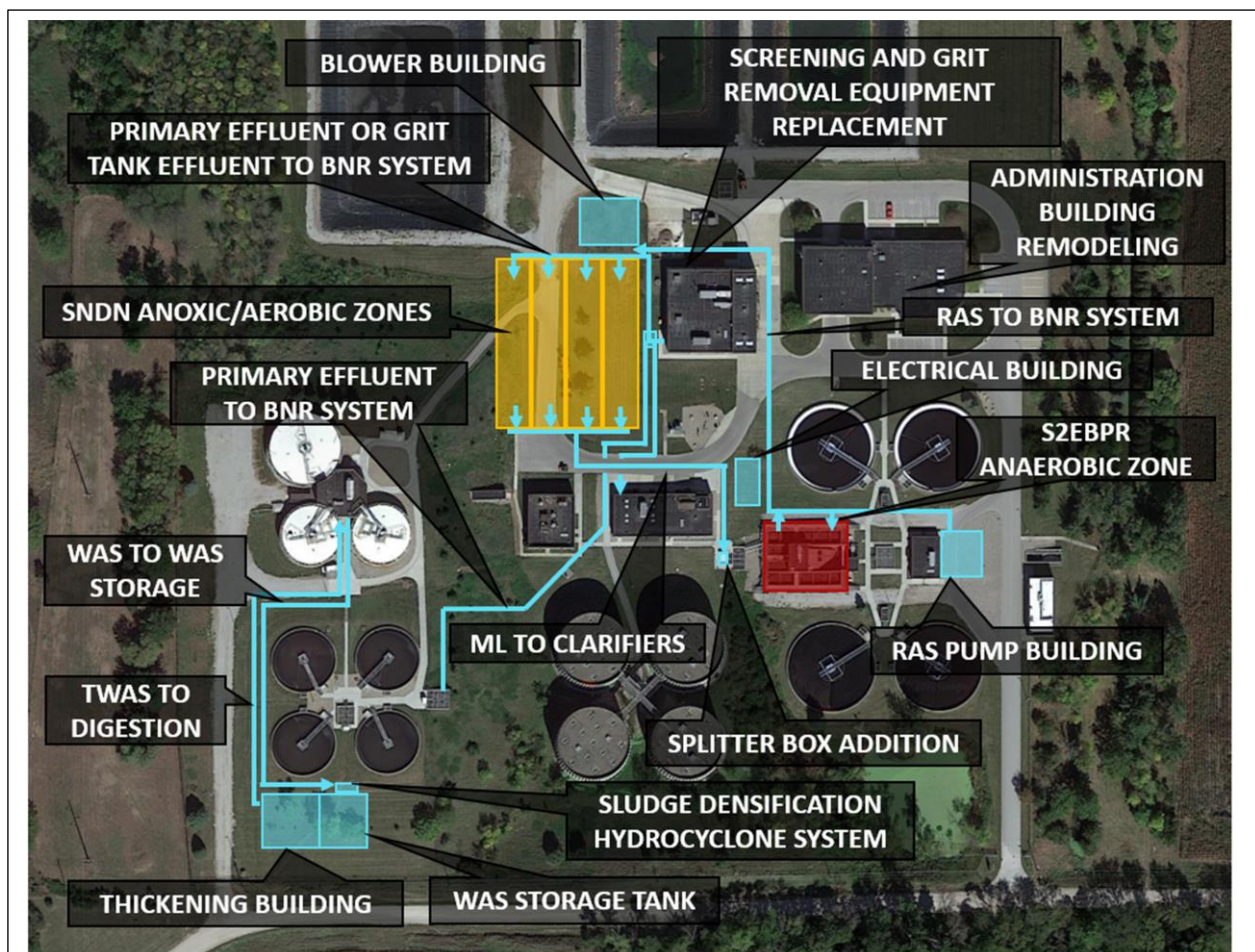 BLOWER BUILDING
SCREENING AND GRIT
REMOVAL EQUIPMENT
REPLACEMENT
PRIMARY EFFLUENT OR GRIT
TANK EFFLUENT TO BNR SYSTEM
ADMINISTRATION
BUILDING
REMODELING
SNDN ANOXIC/AEROBIC ZONES
RAS TO BNR SYSTEM
PRIMARY EFFLUENT
TO BNR SYSTEM
ELECTRICAL BUILDING
S2EBPR
ANAEROBIC ZONE
WAS TO WAS
STORAGE
ML TO CLARIFIERS
RAS PUMP BUILDING
TWAS TO
DIGESTION
SPLITTER BOX ADDITION
SLUDGE DENSIFICATION
HYDROCYCLONE SYSTEM
THICKENING BUILDING
WAS STORAGE TANK